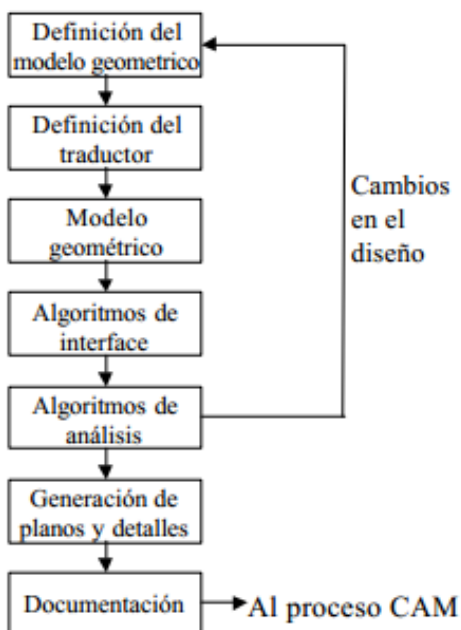 Definición del
modelo geometrico
Definición del
traductor
Modelo
geométrico
Algoritmos de
interface
Algoritmos de
análisis
Generación de
planos y detalles
Documentación
Al proceso CAM
Cambios
en el
diseño